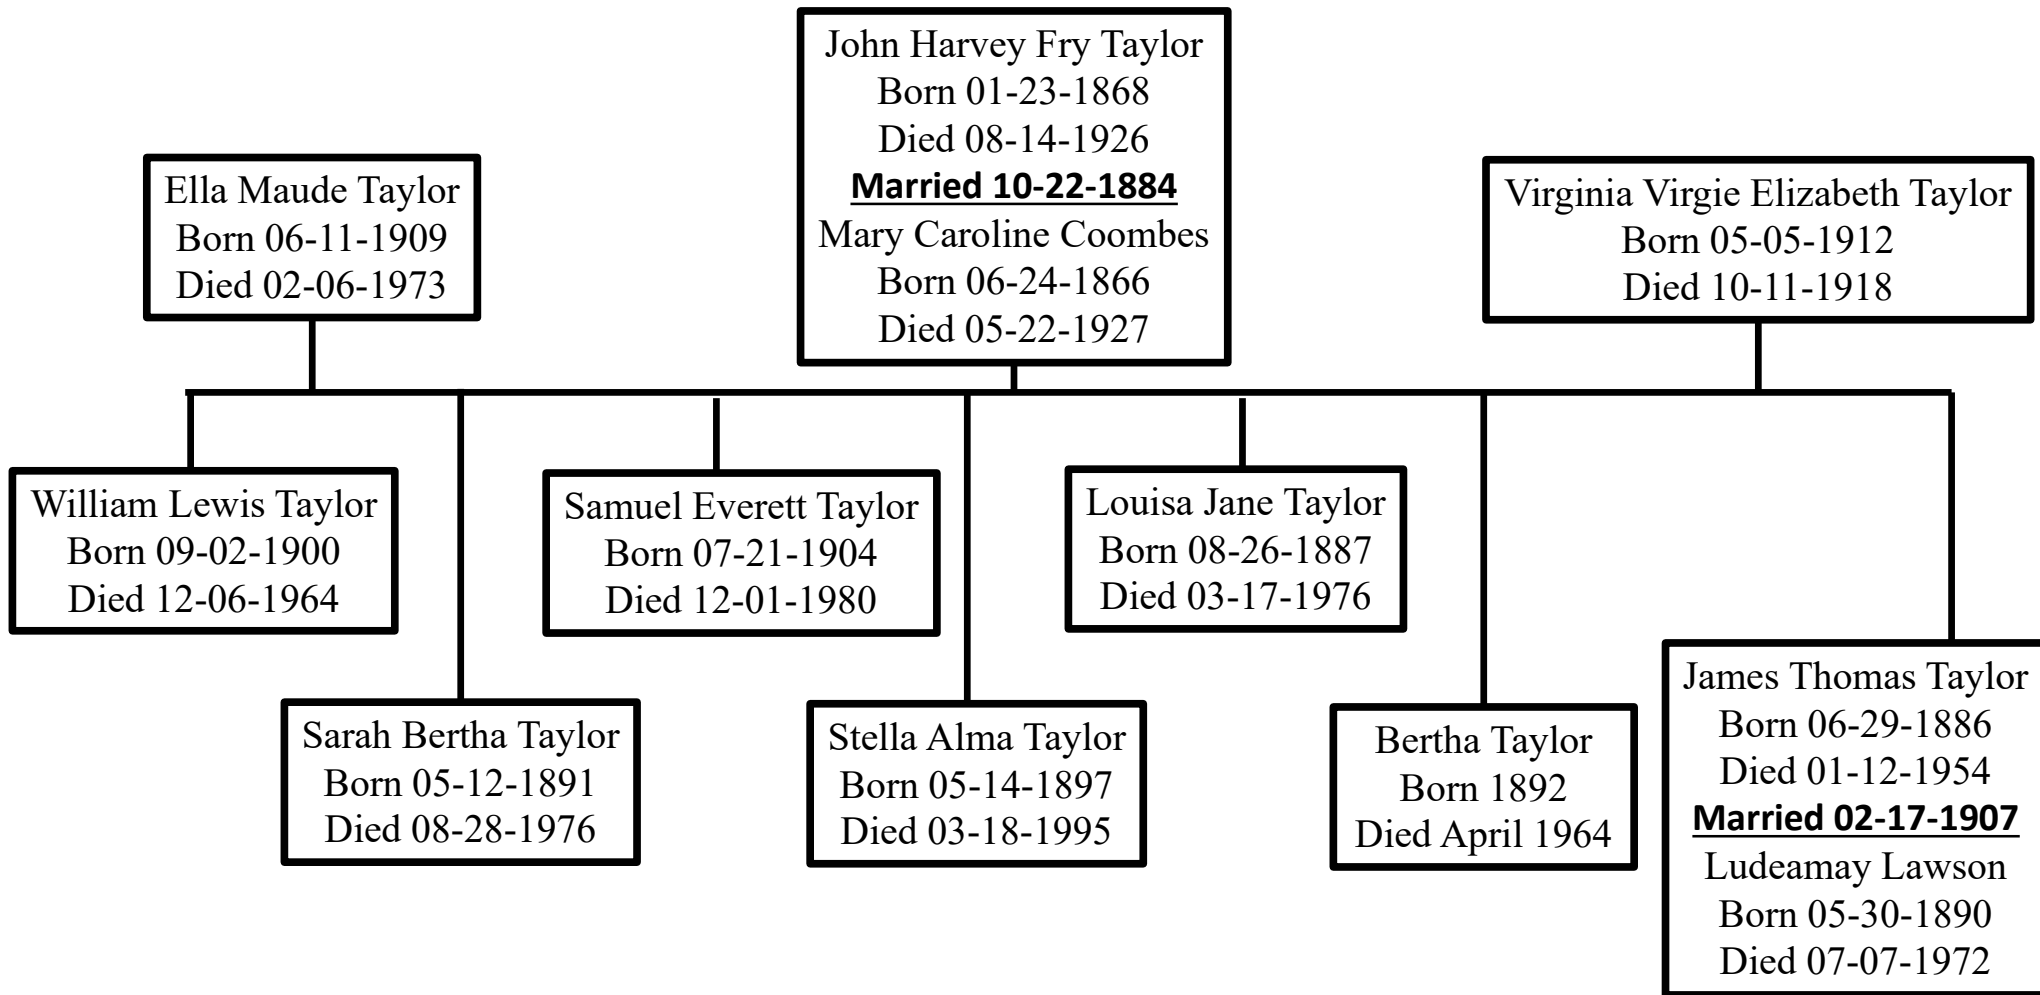 John Harvey Fry Taylor
Born 01-23-1868
Died 08-14-1926
Married 10-22-1884
Mary Caroline Coombes
Born 06-24-1866
Died 05-22-1927
Ella Maude Taylor
Born 06-11-1909
Died 02-06-1973
Virginia Virgie Elizabeth Taylor
Born 05-05-1912
Died 10-11-1918
William Lewis Taylor
Born 09-02-1900
Died 12-06-1964
Samuel Everett Taylor
Born 07-21-1904
Died 12-01-1980
Louisa Jane Taylor
Born 08-26-1887
Died 03-17-1976
Sarah Bertha Taylor
Born 05-12-1891
Died 08-28-1976
Stella Alma Taylor
Born 05-14-1897
Died 03-18-1995
Bertha Taylor
Born 1892
Died April 1964
James Thomas Taylor
Born 06-29-1886
Died 01-12-1954
Married 02-17-1907
Ludeamay Lawson
Born 05-30-1890
Died 07-07-1972